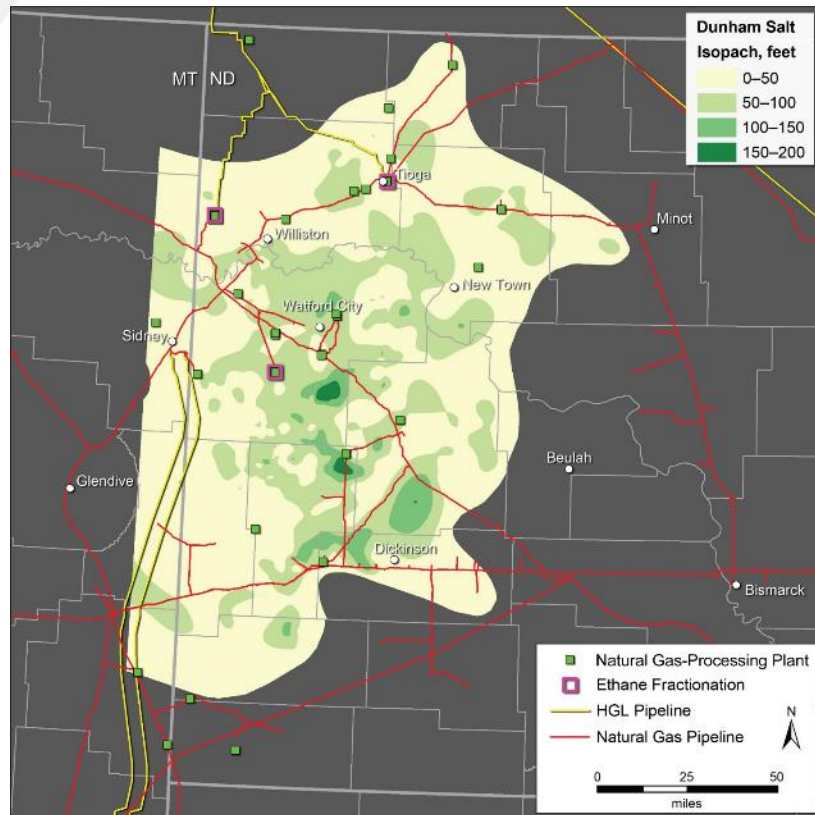 Dunham Salt
Isopach, feet
0–50
50–100
100–150
150–200
MT ND
Tioga
Minot
Williston
New Town
Watford City
Sidney
Beulah
Glendive
Dickinson
Bismarck
Natural Gas-Processing Plant
Ethane Fractionation
HGL Pipeline
Natural Gas Pipeline
N
0 25 50
miles